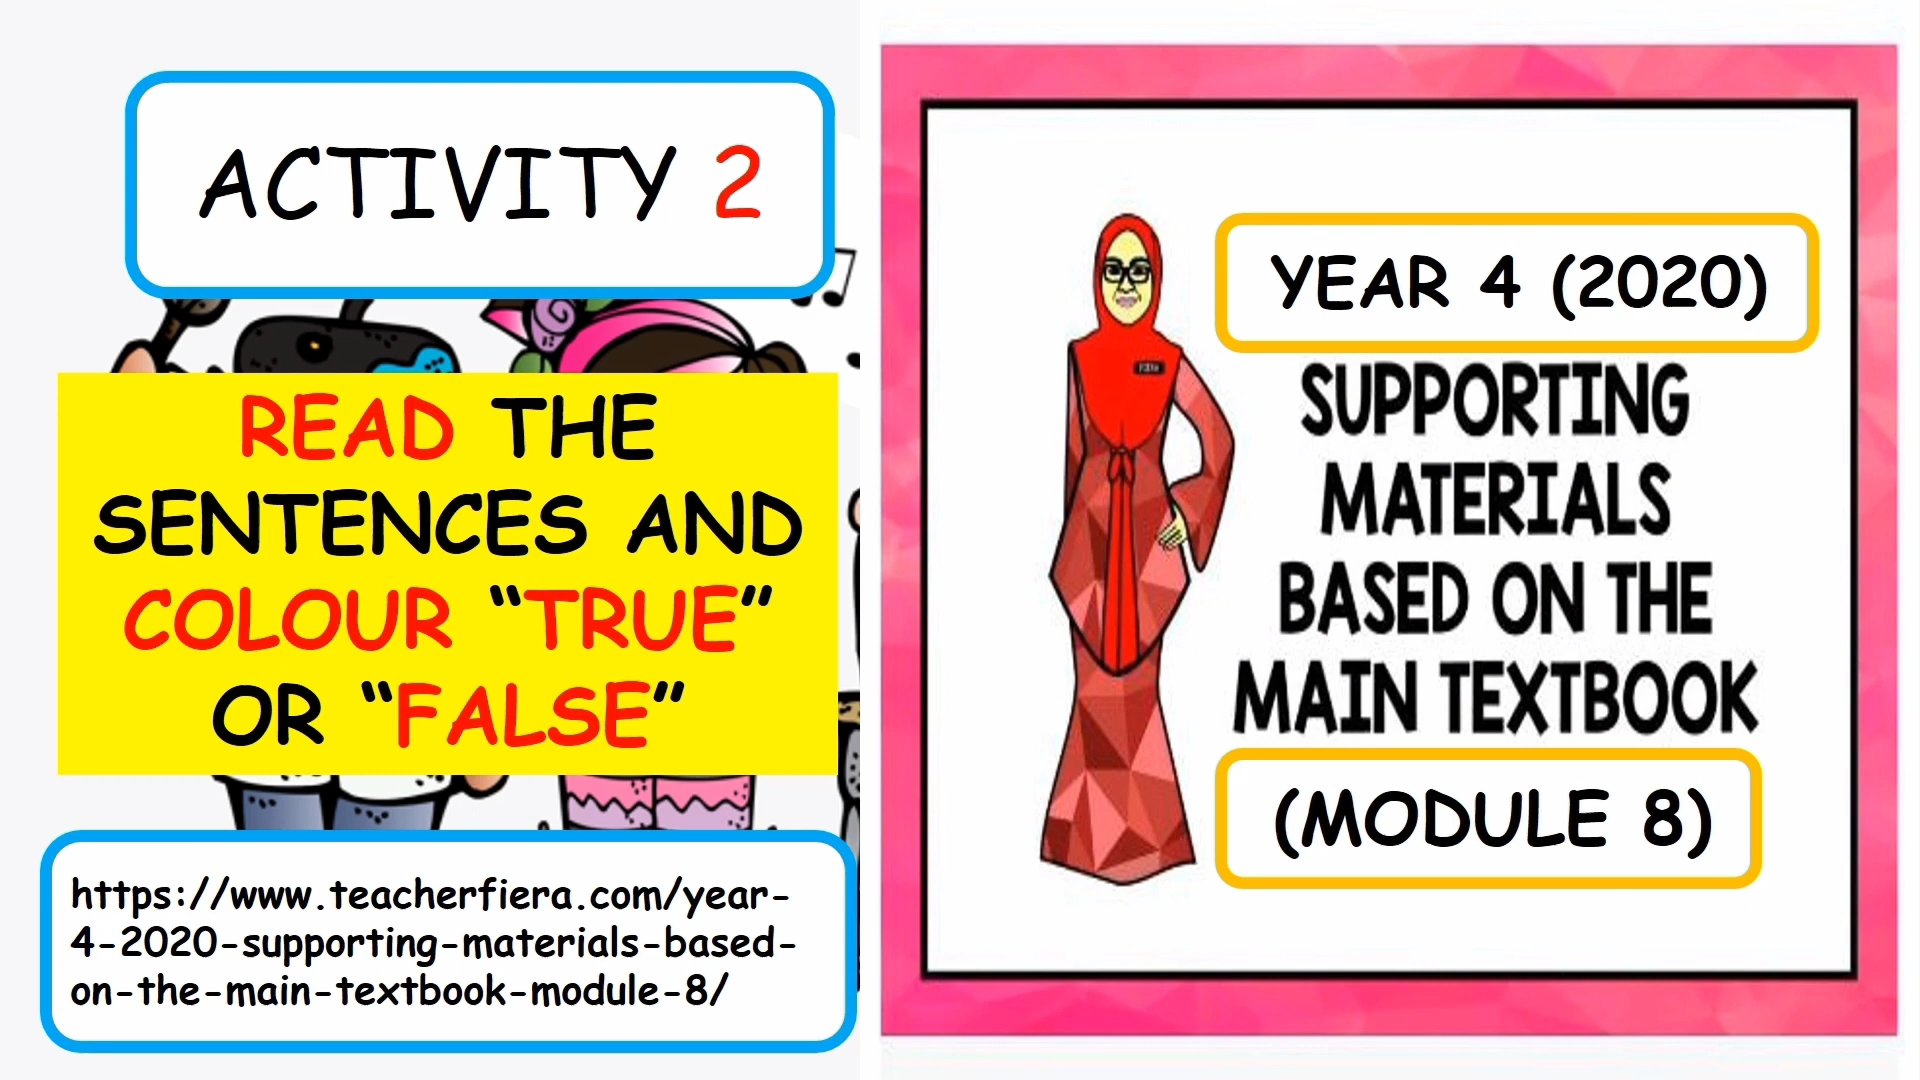 ACTIVITY 2
READ THE
SENTENCES AND
COLOUR “TRUE”
OR “FALSE”
https://www.teacherfiera.com/year-
4-2020-supporting-materials-based-
on-the-main-textbook-module-8/
YEAR 4 (2020)
SUPPORTING
MATERIALS
BASED ON THE
MAIN TEXTBOOK
(MODULE 8)